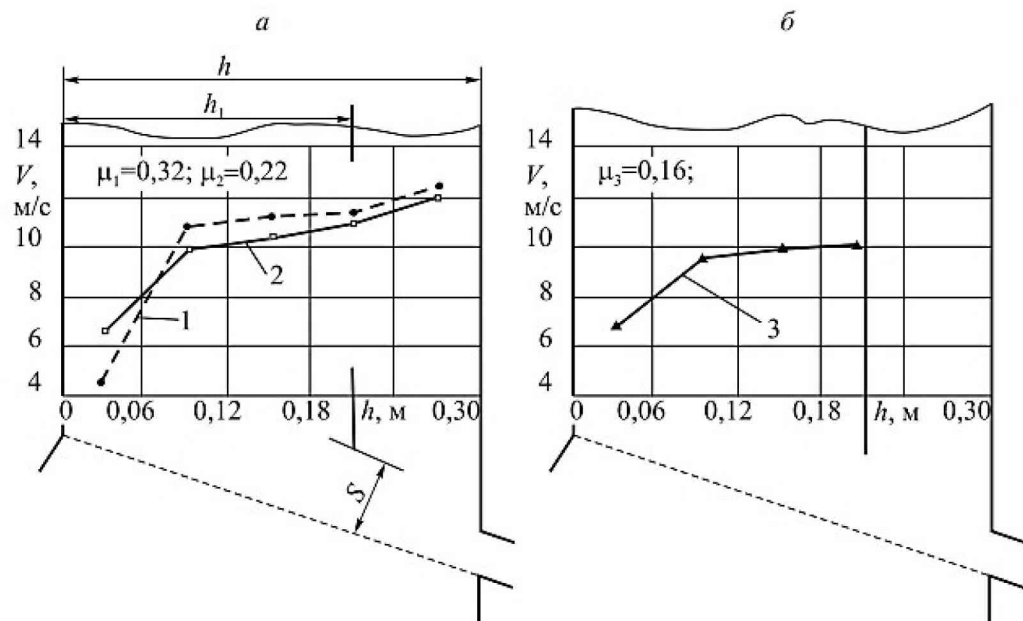 а
h
h₁
14
V,
м/с
10
8
6
4
μ₁=0,32; μ₂=0,22
2
1
0 0,06 0,12 0,18 h, м 0,30
S
б
14
V,
м/с
10
8
6
4
μ₃=0,16;
3
0 0,06 0,12 0,18 h, м 0,30